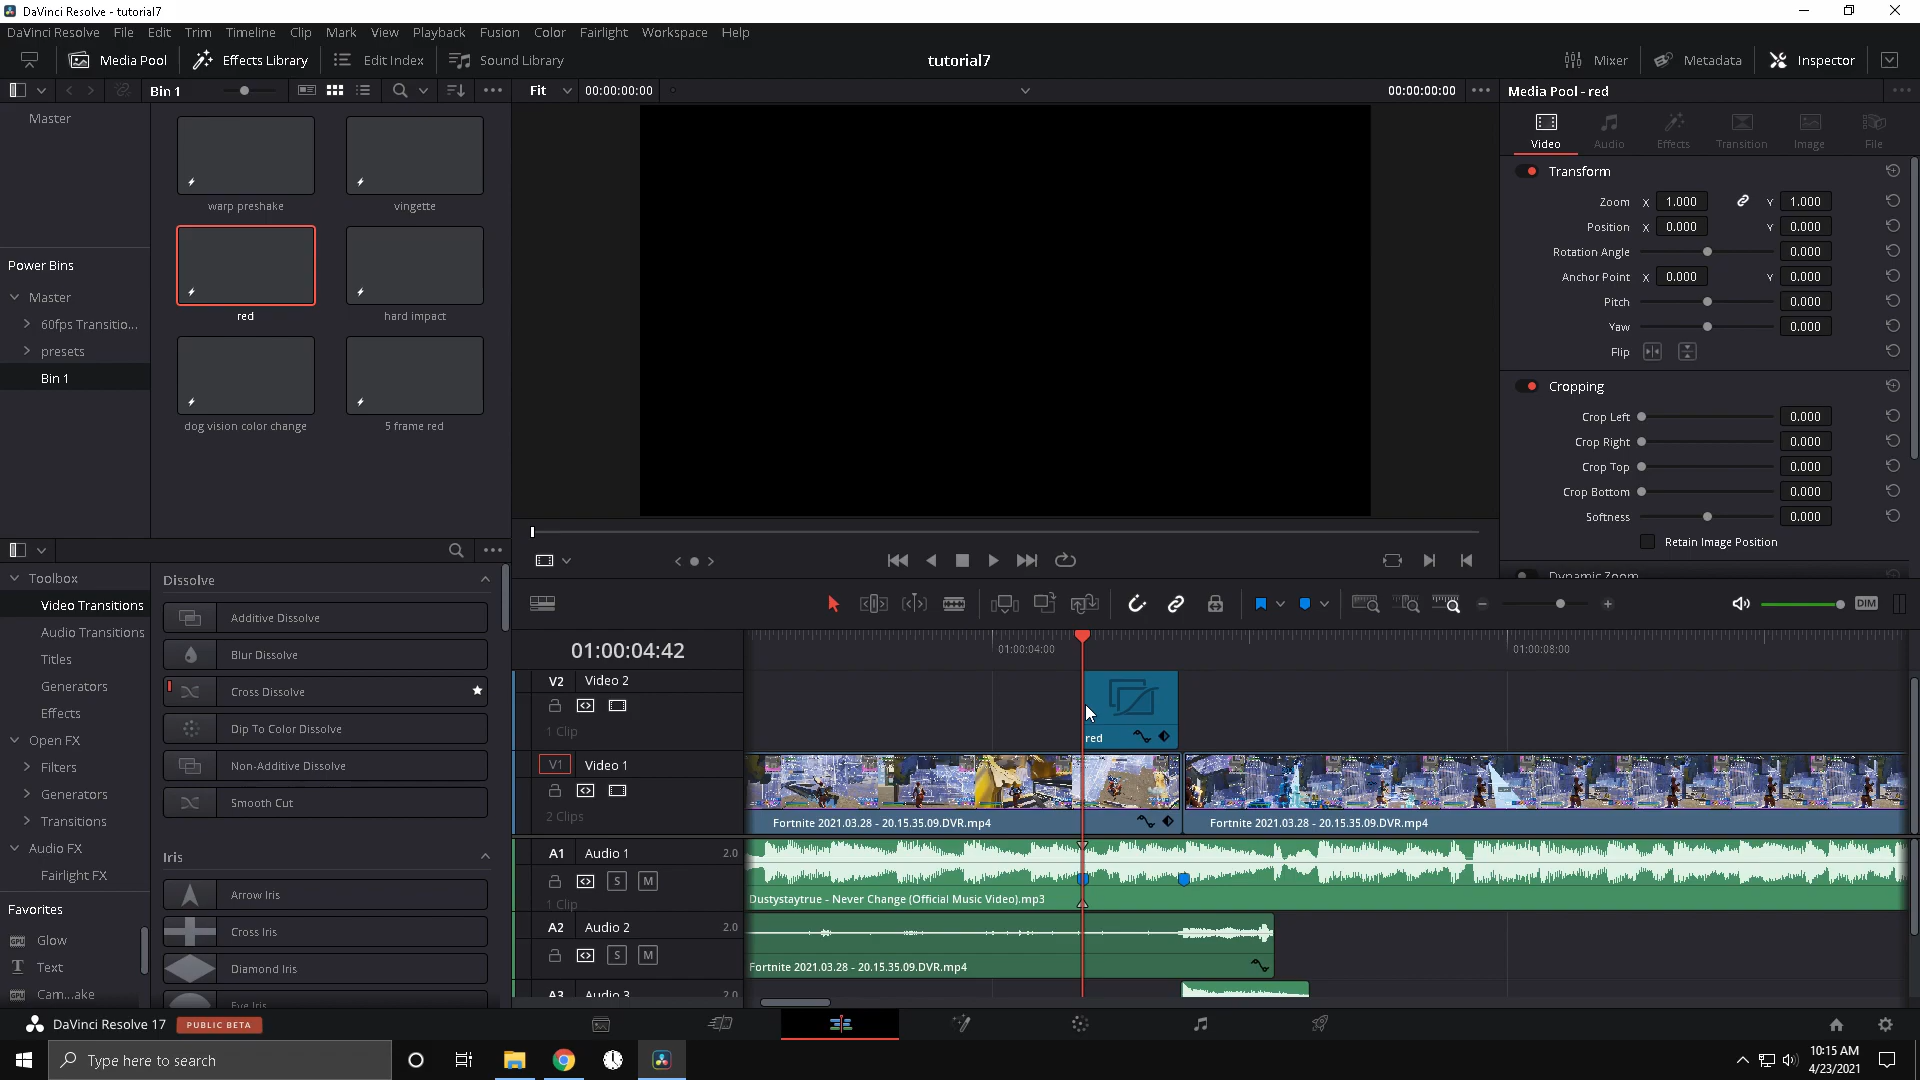 DaVinci Resolve - tutorial7
DaVinci Resolve File Edit Trim Timeline Clip Mark View Playback Fusion Color Fairlight Workspace Help
Media Pool Effects Library Edit Index Sound Library tutorial7 Mixer Metadata Inspector
Bin 1 Fit 00:00:00:00 00:00:00:00 Media Pool - red
Master
Power Bins
Master
60fps Transitio...
presets
Bin 1
warp preshake vingette
red hard impact
dog vision color change 5 frame red
Video Audio Effects Transition Image File
Transform
Zoom X 1.000 Y 1.000
Position X 0.000 Y 0.000
Rotation Angle 0.000
Anchor Point X 0.000 Y 0.000
Pitch 0.000
Yaw 0.000
Flip
Cropping
Crop Left 0.000
Crop Right 0.000
Crop Top 0.000
Crop Bottom 0.000
Softness 0.000
Retain Image Position
Dynamic Zoom
Toolbox
Video Transitions
Audio Transitions
Titles
Generators
Effects
Open FX
Filters
Generators
Transitions
Audio FX
Fairlight FX
Favorites
Glow
T Text
Cam...ake
Dissolve
Additive Dissolve
Blur Dissolve
Cross Dissolve
Dip To Color Dissolve
Non-Additive Dissolve
Smooth Cut
Iris
Arrow Iris
Cross Iris
Diamond Iris
Eye Iris
DIM
01:00:04:42 01:00:04:00 01:00:08:00
V2 Video 2
1 Clip
red
V1 Video 1
2 Clips
Fortnite 2021.03.28 - 20.15.35.09.DVR.mp4 Fortnite 2021.03.28 - 20.15.35.09.DVR.mp4
A1 Audio 1 2.0
S M
1 Clip
Dustystaytrue - Never Change (Official Music Video).mp3
A2 Audio 2 2.0
S M
Fortnite 2021.03.28 - 20.15.35.09.DVR.mp4
A3 Audio 3 2.0
DaVinci Resolve 17 PUBLIC BETA
Type here to search
10:15 AM
4/23/2021